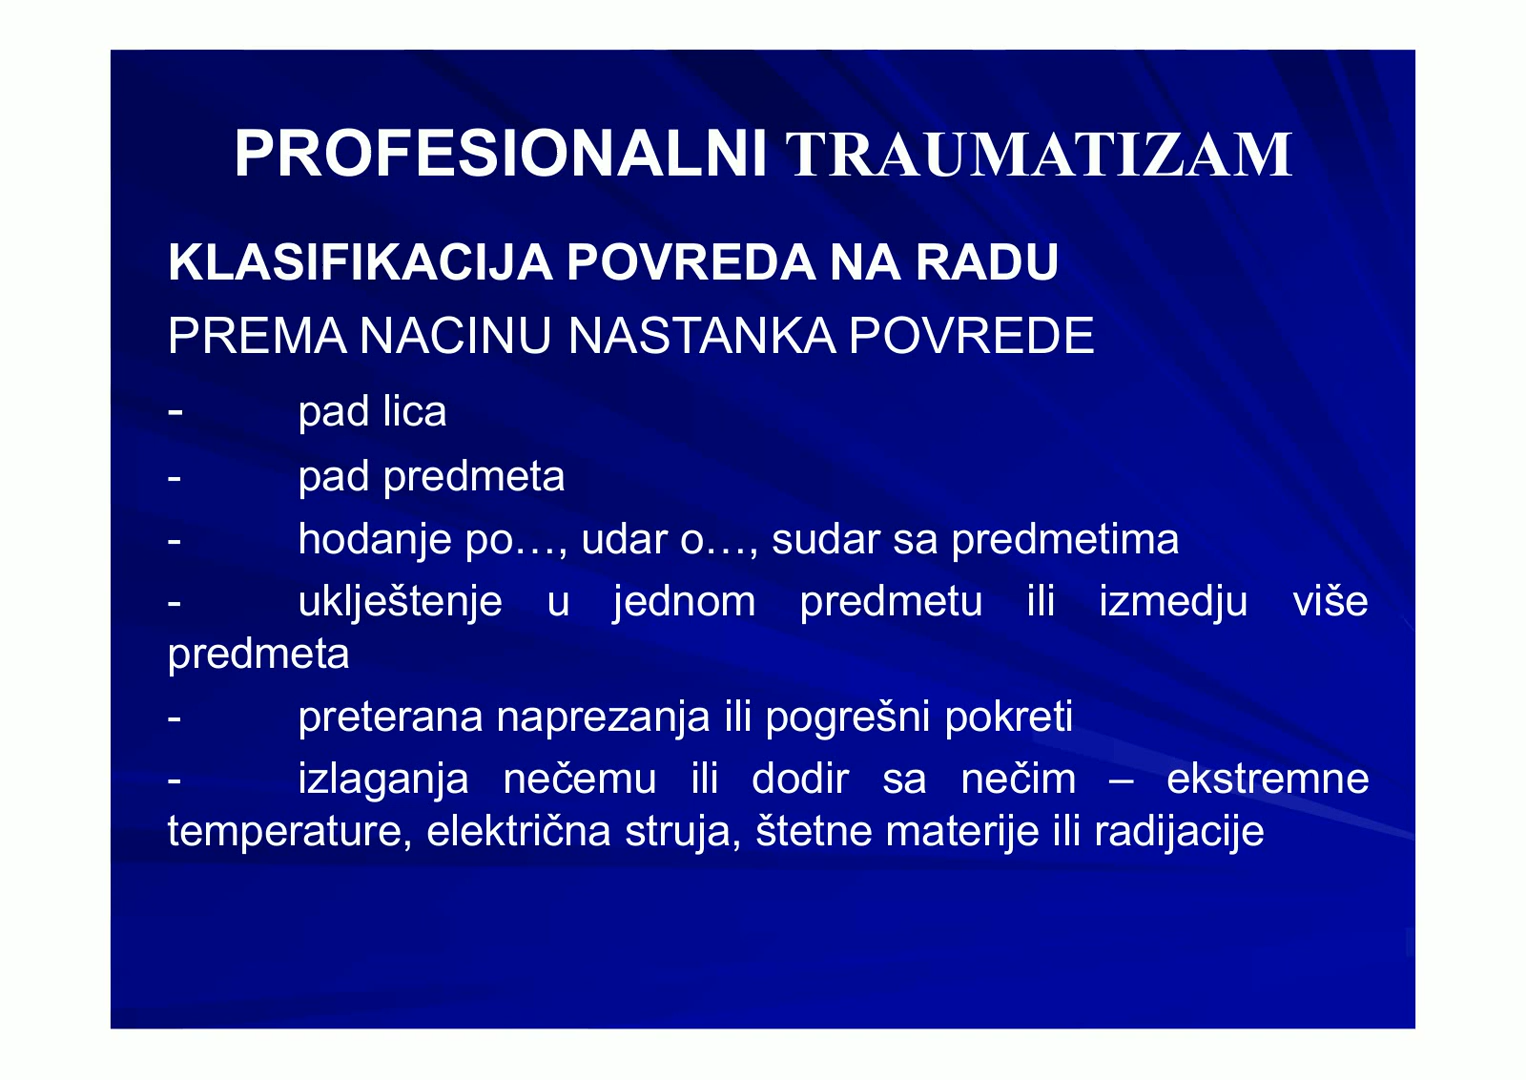 PROFESIONALNI TRAUMATIZAM
KLASIFIKACIJA POVREDA NA RADU
PREMA NACINU NASTANKA POVREDE
- pad lica
- pad predmeta
- hodanje po…, udar o…, sudar sa predmetima
- uklještenje u jednom predmetu ili izmedju više
predmeta
- preterana naprezanja ili pogrešni pokreti
- izlaganja nečemu ili dodir sa nečim – ekstremne
temperature, električna struja, štetne materije ili radijacije